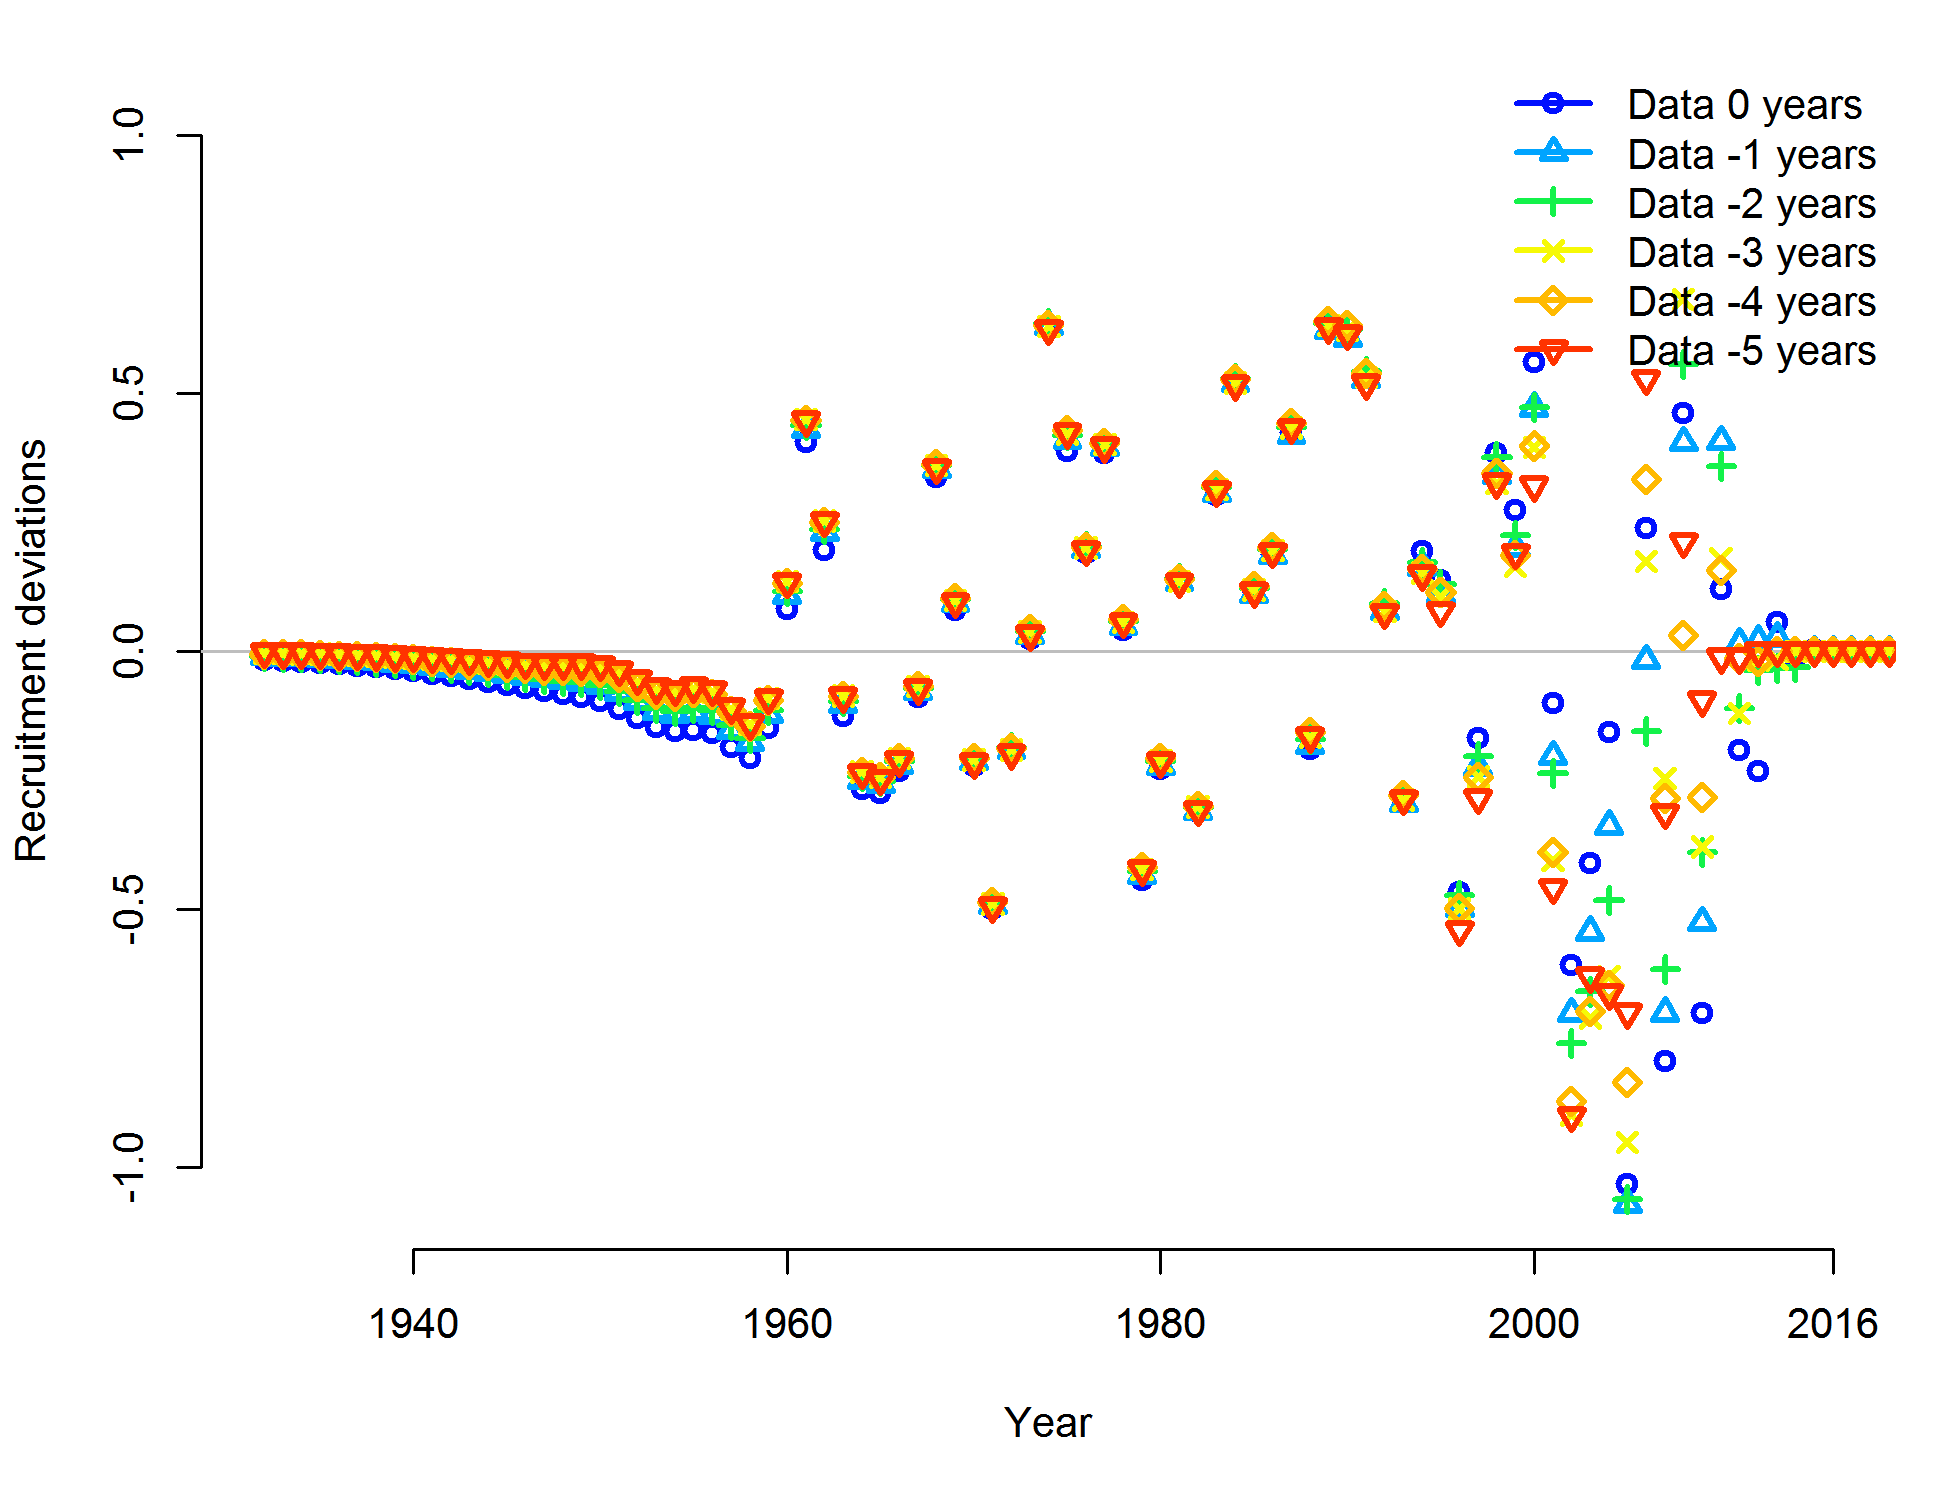 Data 0 years
Data -1 years
Data -2 years
Data -3 years
Data -4 years
Data -5 years
1.0
0.5
0.0
-0.5
-1.0
Recruitment deviations
1940
1960
1980
2000
2016
Year